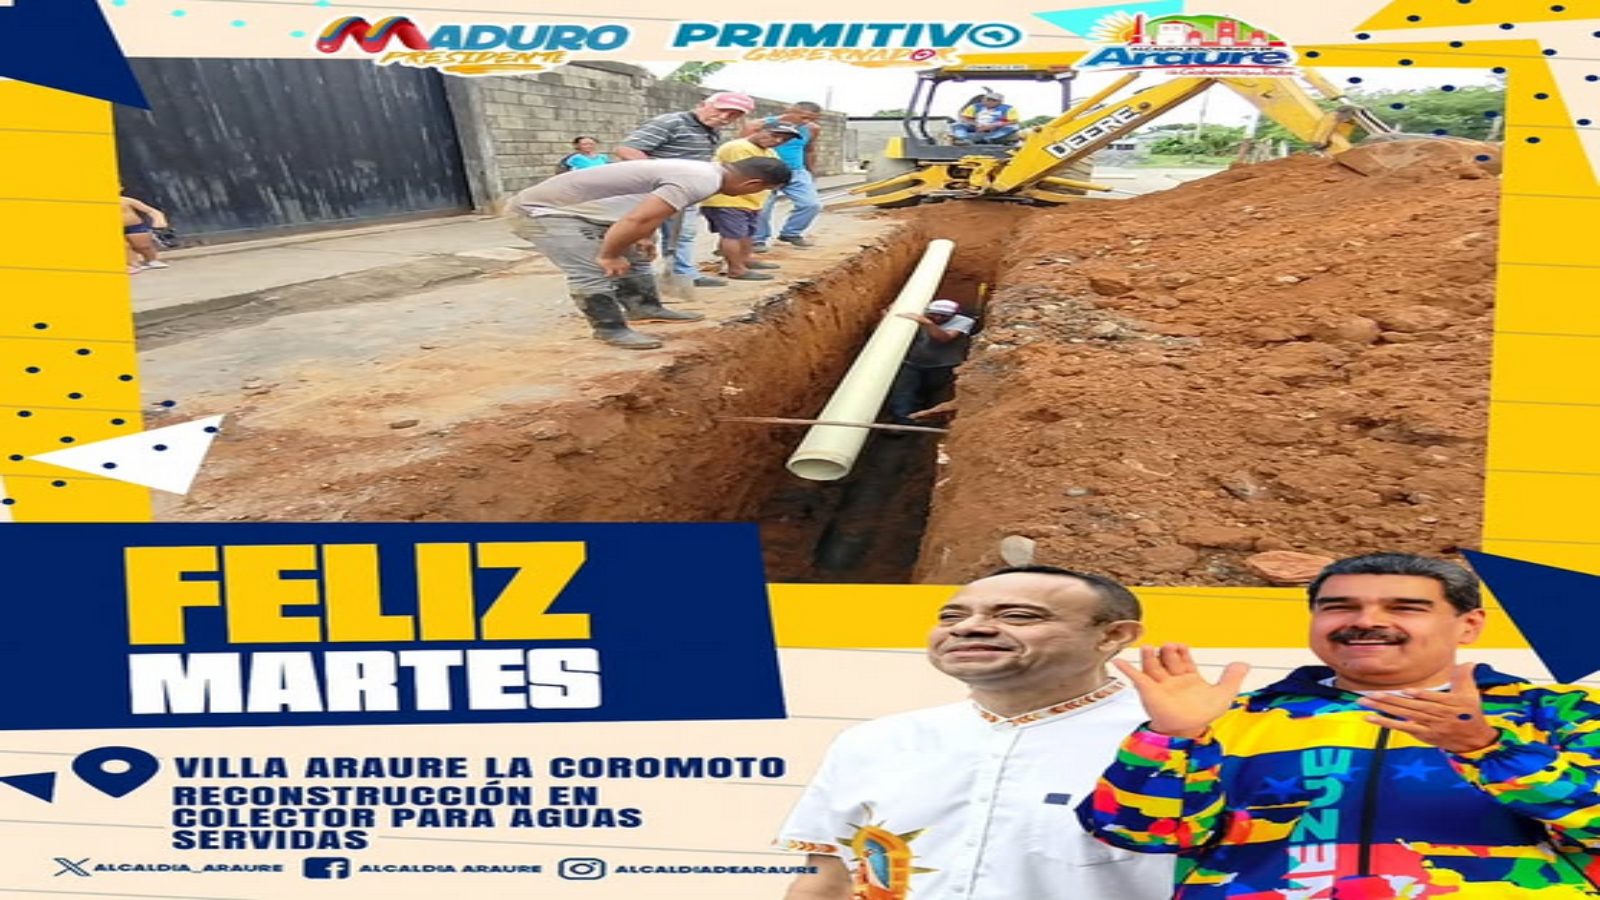 MADURO
PRESIDENTE
PRIMITIVO
GOBERNADOR
Araure
DEERE
FELIZ
MARTES
VILLA ARAURE LA COROMOTO
RECONSTRUCCIÓN EN
COLECTOR PARA AGUAS
SERVIDAS
ALCALDIA_ARAURE
ALCALDIA ARAURE
ALCALDIADEARAURE
NEZUE